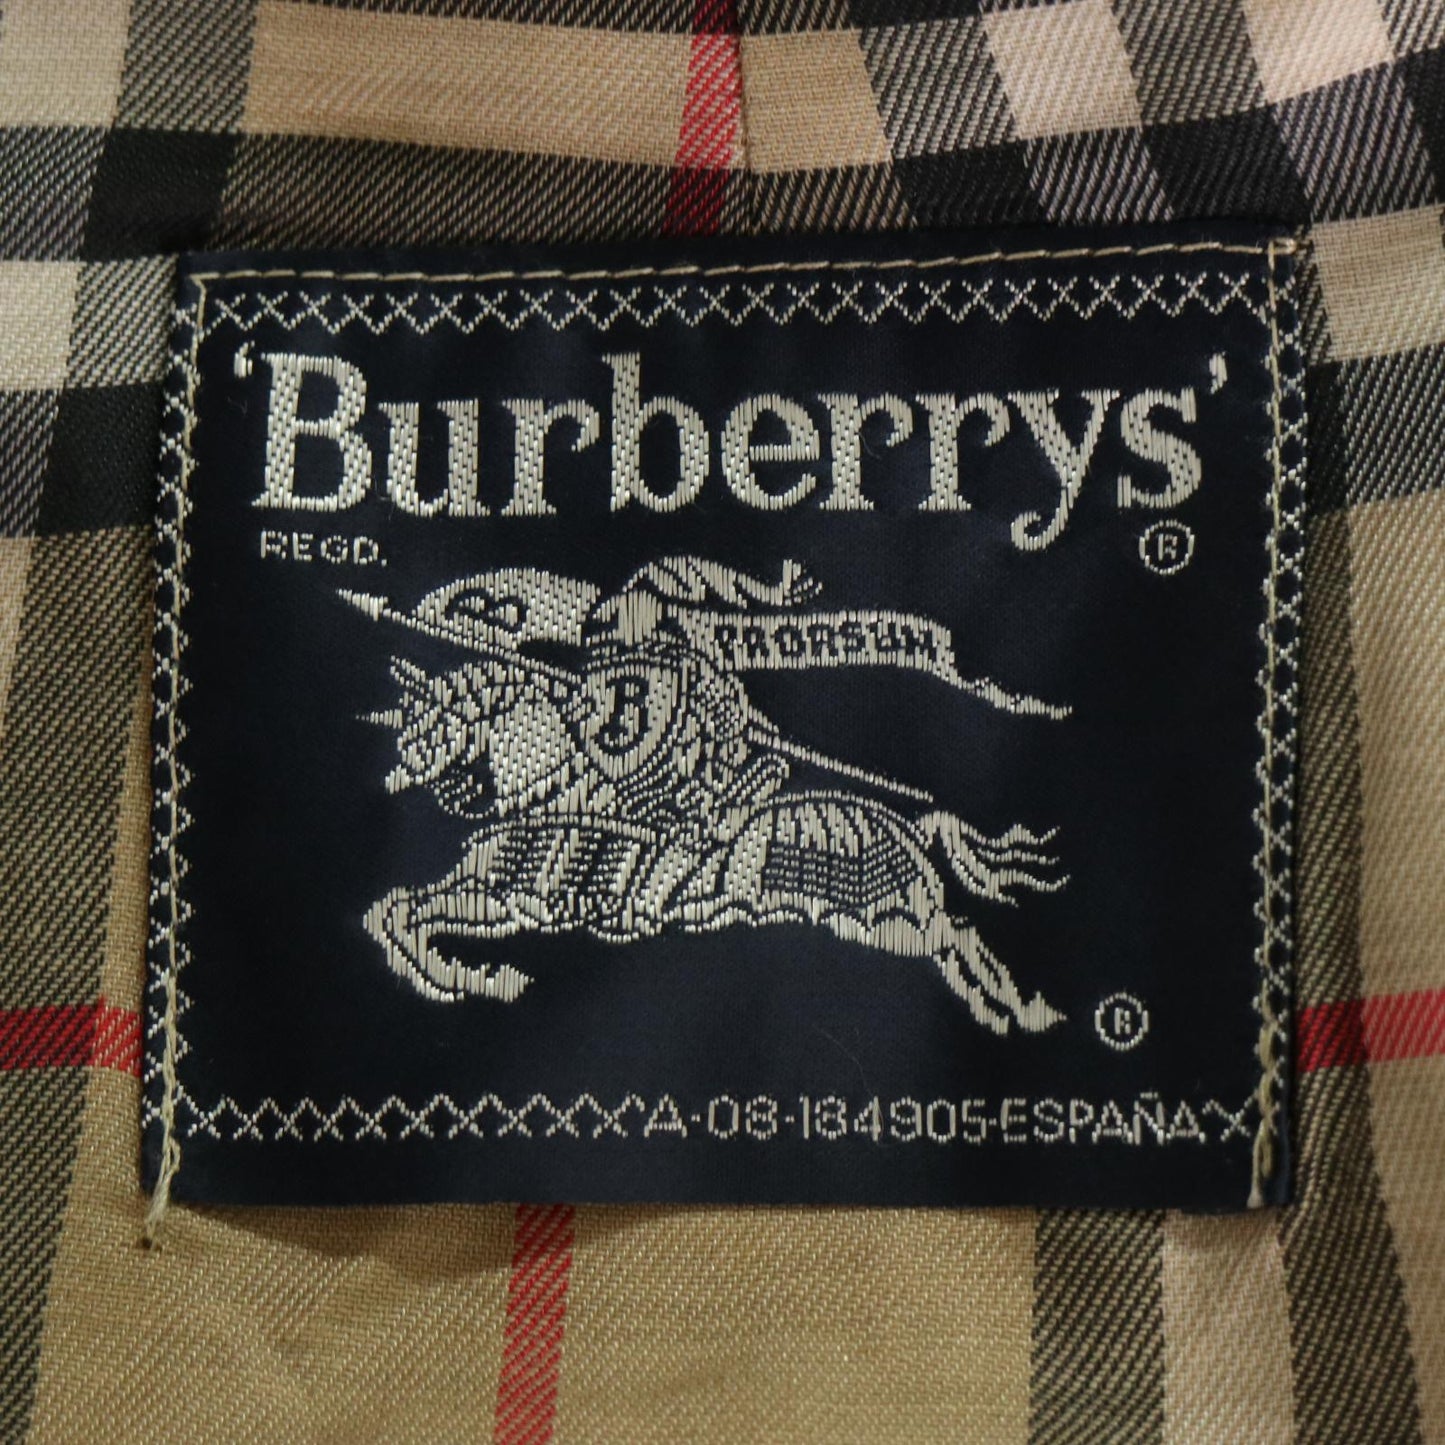 'Burberrys'
REGD. ®
B PRORSUM
B
®
A-08-184905-ESPAÑA